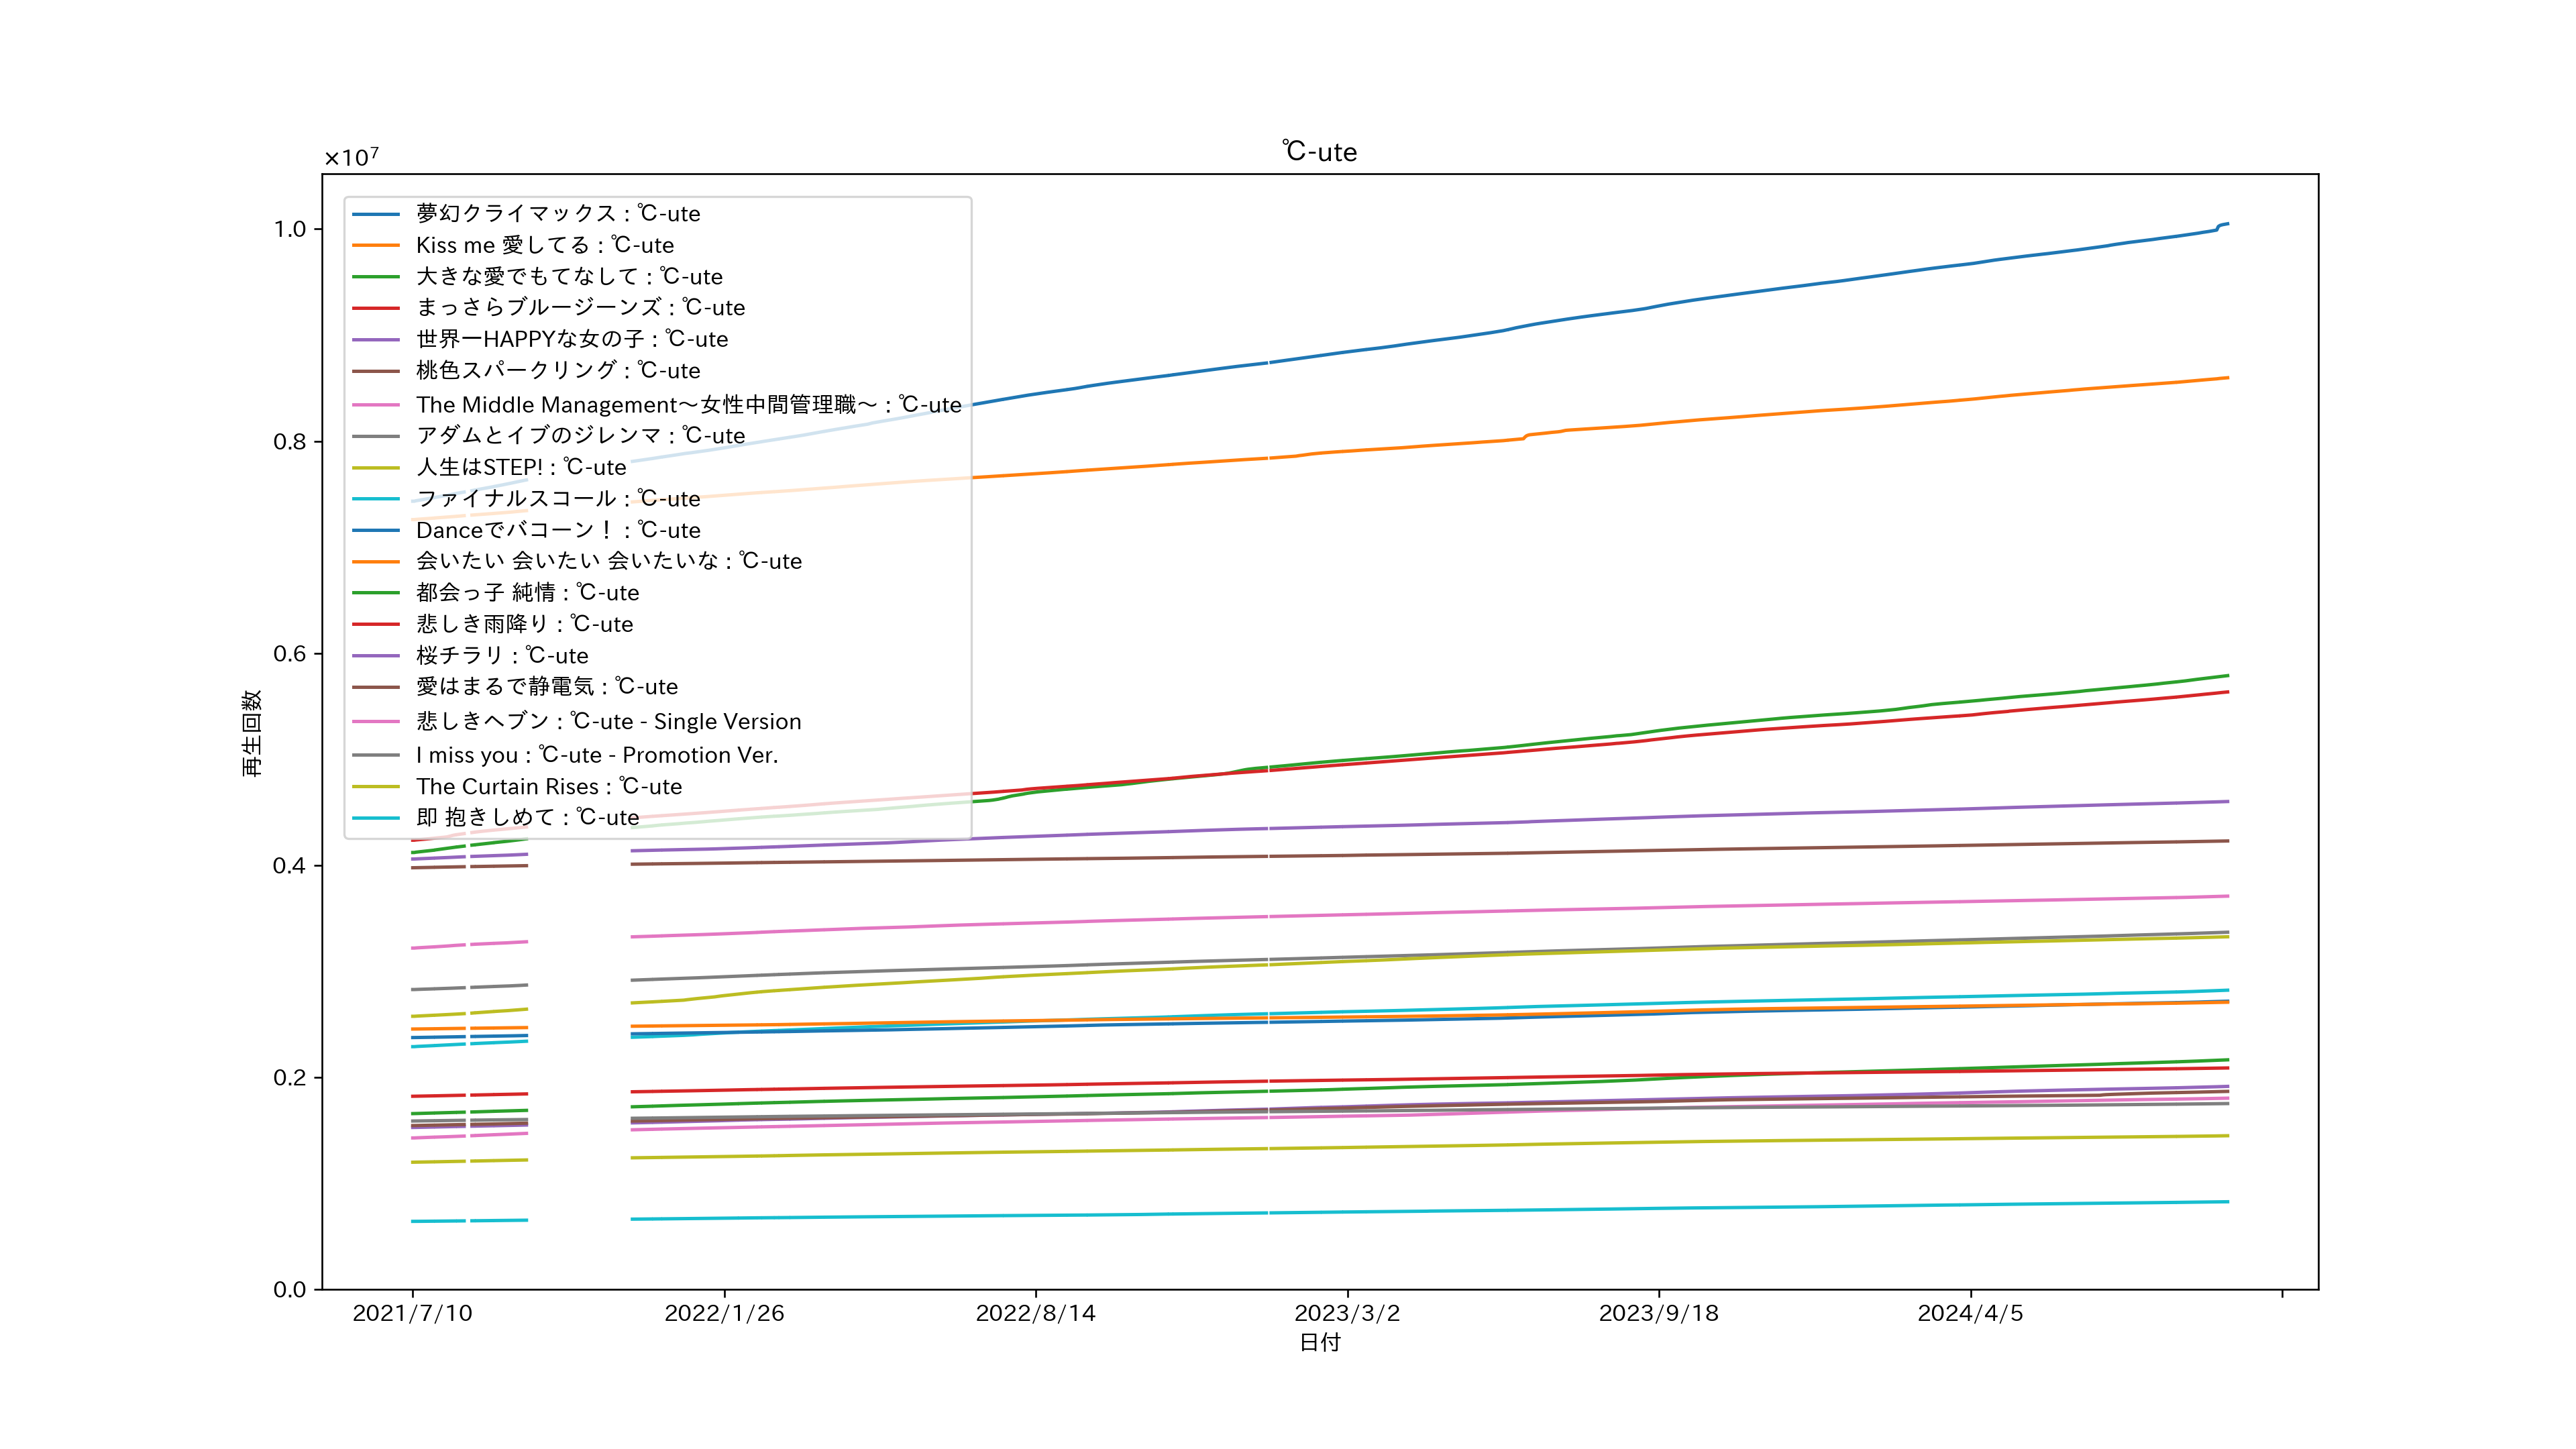 ℃-ute
×10⁷
1.0
0.8
0.6
0.4
0.2
0.0
再生回数
夢幻クライマックス : ℃-ute
Kiss me 愛してる : ℃-ute
大きな愛でもてなして : ℃-ute
まっさらブルージーンズ : ℃-ute
世界一HAPPYな女の子 : ℃-ute
桃色スパークリング : ℃-ute
The Middle Management～女性中間管理職～ : ℃-ute
アダムとイブのジレンマ : ℃-ute
人生はSTEP! : ℃-ute
ファイナルスコール : ℃-ute
Danceでバコーン！ : ℃-ute
会いたい 会いたい 会いたいな : ℃-ute
都会っ子 純情 : ℃-ute
悲しき雨降り : ℃-ute
桜チラリ : ℃-ute
愛はまるで静電気 : ℃-ute
悲しきヘブン : ℃-ute - Single Version
I miss you : ℃-ute - Promotion Ver.
The Curtain Rises : ℃-ute
即 抱きしめて : ℃-ute
2021/7/10 2022/1/26 2022/8/14 2023/3/2 2023/9/18 2024/4/5
日付